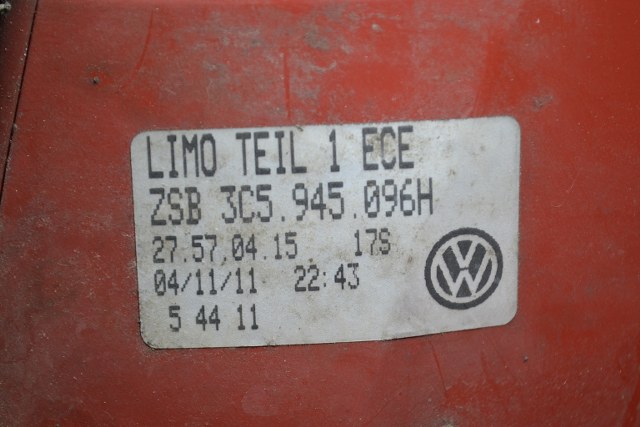 LIMO TEIL 1 ECE
ZSB 3C5.945.096H
27.57.04.15 17S
04/11/11 22:43
5 44 11
VW